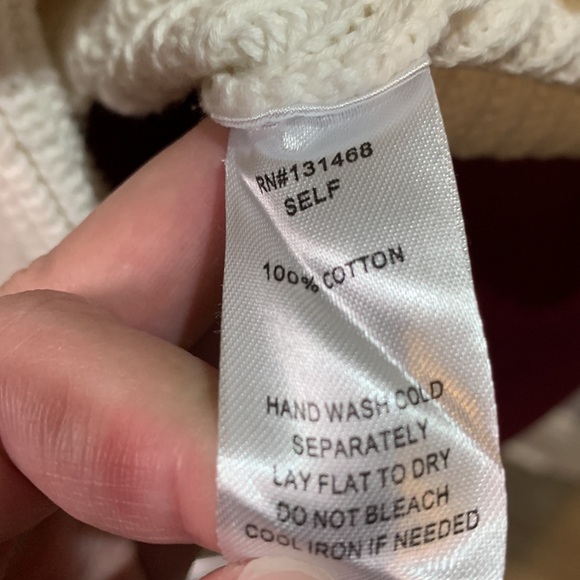 RN#131468
SELF
100% COTTON
HAND WASH COLD
SEPARATELY
LAY FLAT TO DRY
DO NOT BLEACH
COOL IRON IF NEEDED